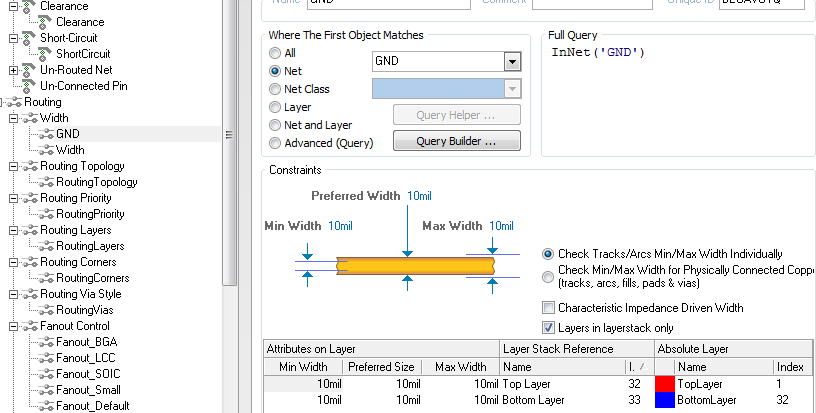 Clearance
Clearance
Short-Circuit
ShortCircuit
Un-Routed Net
Un-Connected Pin
Routing
Width
GND
Width
Routing Topology
RoutingTopology
Routing Priority
RoutingPriority
Routing Layers
RoutingLayers
Routing Corners
RoutingCorners
Routing Via Style
RoutingVias
Fanout Control
Fanout_BGA
Fanout_LCC
Fanout_SOIC
Fanout_Small
Fanout_Default
Name GND Comment Unique ID
Where The First Object Matches
All
Net
Net Class
Layer
Net and Layer
Advanced (Query)
GND
Query Helper ...
Query Builder ...
Full Query
InNet('GND')
Constraints
Preferred Width 10mil
Min Width 10mil Max Width 10mil
Check Tracks/Arcs Min/Max Width Individually
Check Min/Max Width for Physically Connected Coppe
(tracks, arcs, fills, pads & vias)
Characteristic Impedance Driven Width
Layers in layerstack only
Attributes on Layer Layer Stack Reference Absolute Layer
Min Width Preferred Size Max Width Name I. Name Index
10mil 10mil 10mil Top Layer 32 TopLayer 1
10mil 10mil 10mil Bottom Layer 33 BottomLayer 32